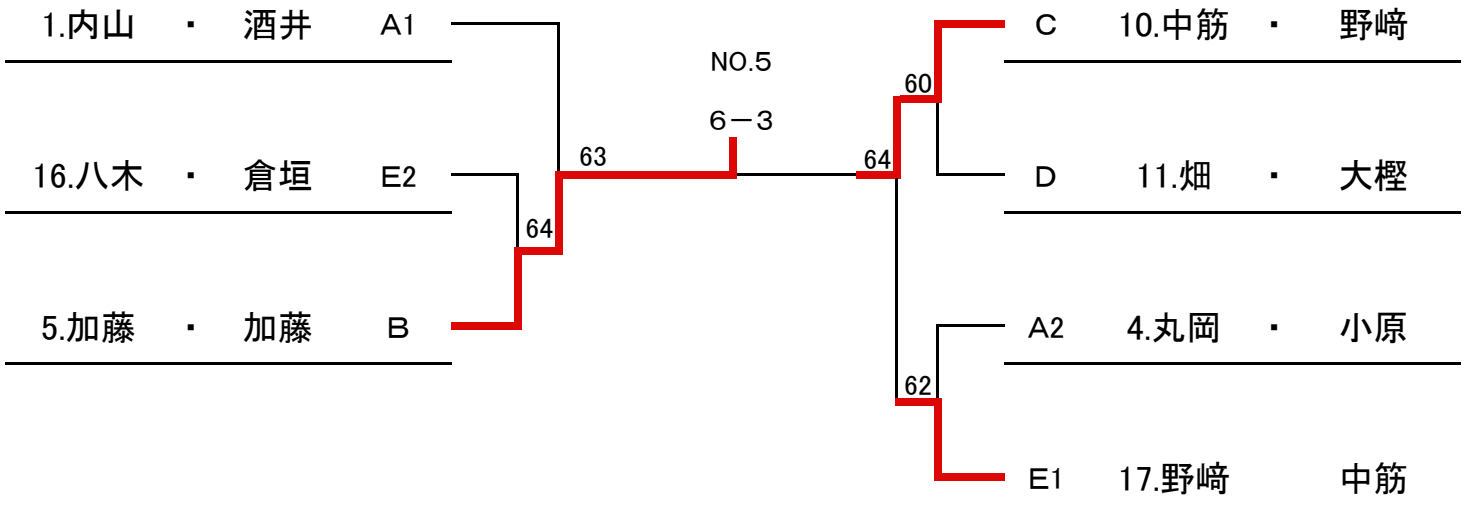 1.内山 ・ 酒井 A1
16.八木 ・ 倉垣 E2
5.加藤 ・ 加藤 B
64
63
NO.5
6－3
60
64
62
C 10.中筋 ・ 野﨑
D 11.畑 ・ 大樫
A2 4.丸岡 ・ 小原
E1 17.野﨑 中筋